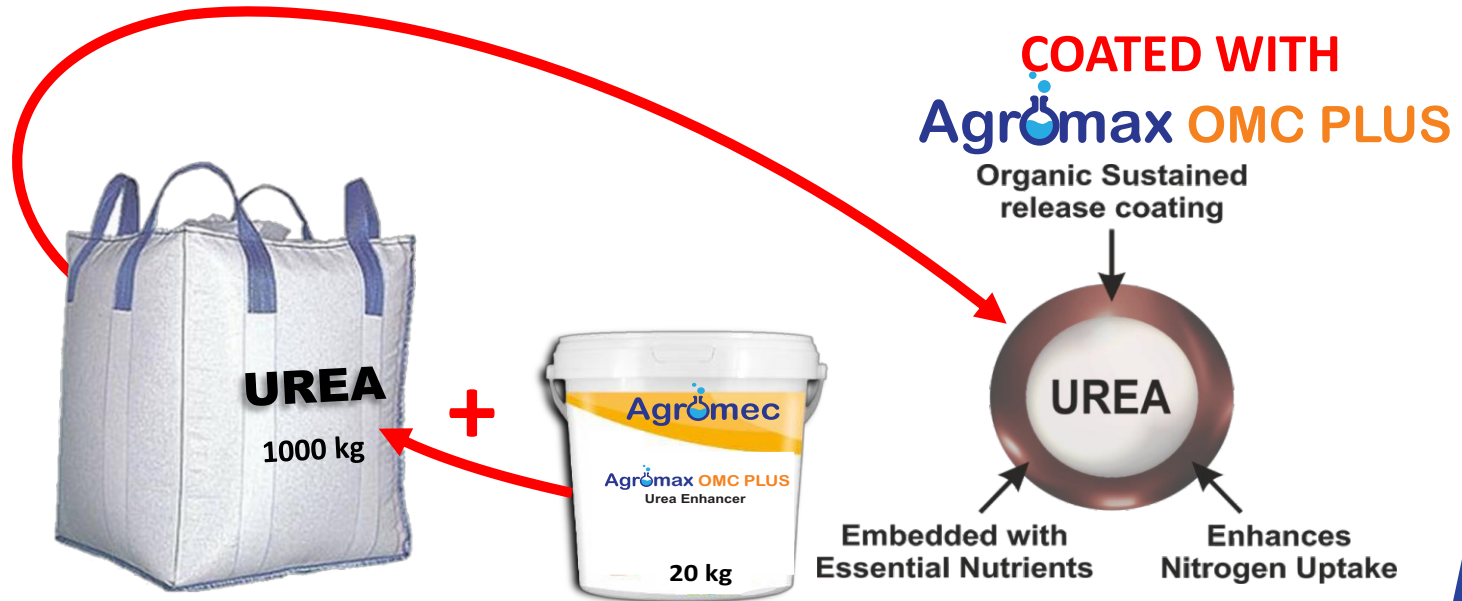 COATED WITH
Agromax OMC PLUS
Organic Sustained
release coating
UREA
1000 kg
+
Agromec
Agromax OMC PLUS
Urea Enhancer
20 kg
UREA
Embedded with
Essential Nutrients
Enhances
Nitrogen Uptake